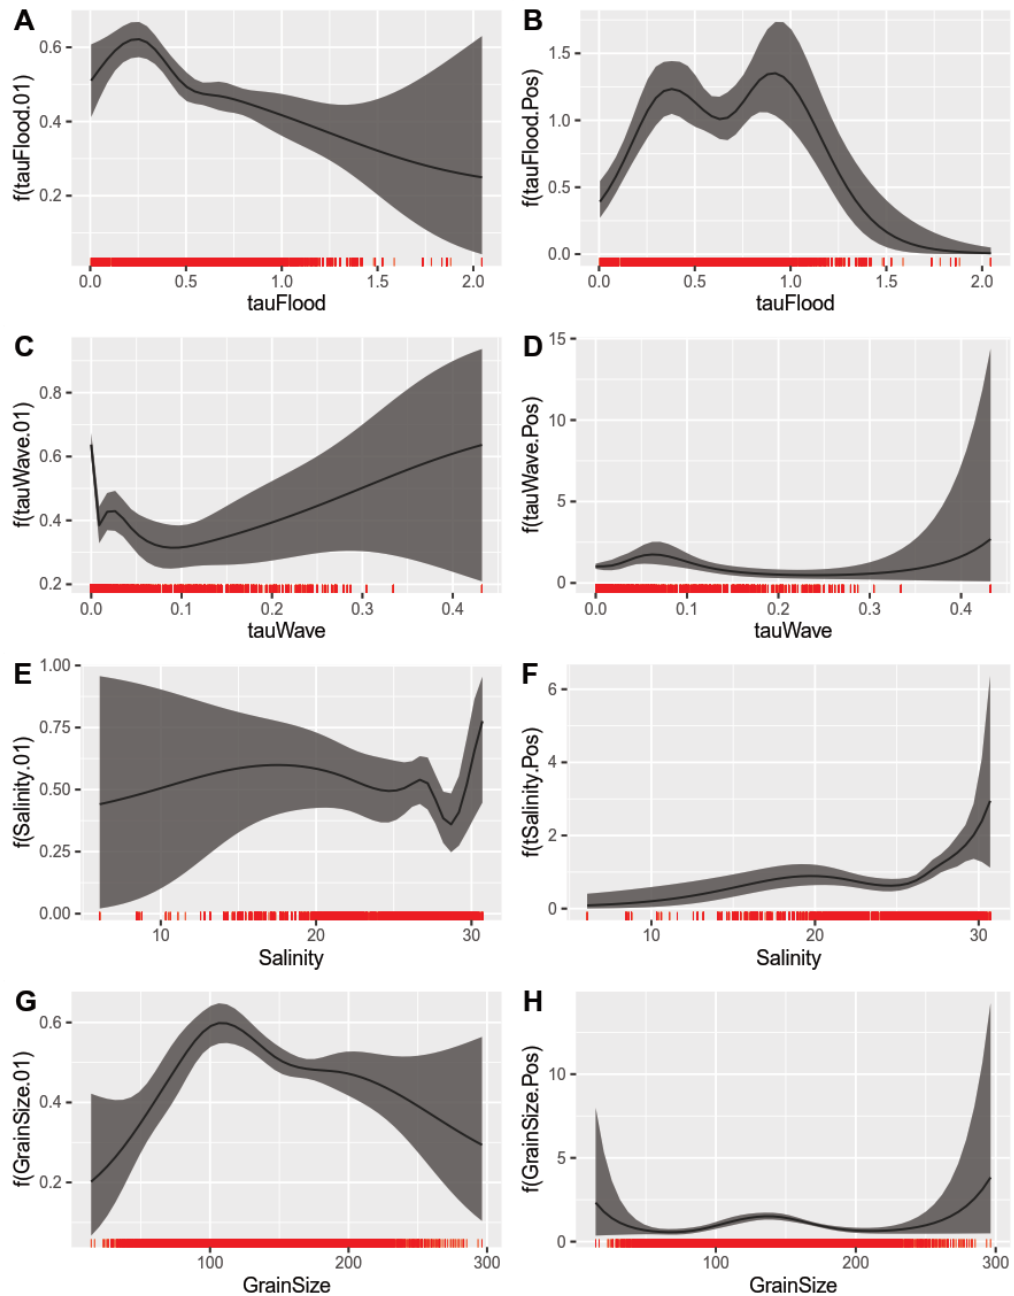 A
f(tauFlood.01)
0.6
0.4
0.2
0.0 0.5 1.0 1.5 2.0
tauFlood
B
f(tauFlood.Pos)
1.5
1.0
0.5
0.0
0.0 0.5 1.0 1.5 2.0
tauFlood
C
f(tauWave.01)
0.8
0.6
0.4
0.2
0.0 0.1 0.2 0.3 0.4
tauWave
D
f(tauWave.Pos)
15
10
5
0
0.0 0.1 0.2 0.3 0.4
tauWave
E
f(Salinity.01)
1.00
0.75
0.50
0.25
0.00
10 20 30
Salinity
F
f(tSalinity.Pos)
6
4
2
0
10 20 30
Salinity
G
f(GrainSize.01)
0.6
0.4
0.2
100 200 300
GrainSize
H
f(GrainSize.Pos)
10
5
0
100 200 300
GrainSize